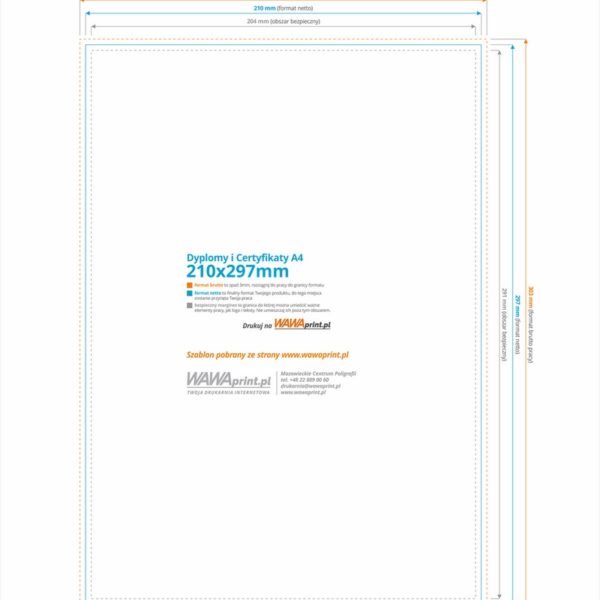 210 mm (format netto)
204 mm (obszar bezpieczny)
Dyplomy i Certyfikaty A4
210x297mm
format brutto to spad 3mm, rozciągnij tło pracy do granicy formatu
format netto to finalny format Twojego produktu, do tego miejsca
zostanie przycięta Twoja praca
bezpieczny margines to granica do której można umieścić ważne
elementy pracy, jak logo i teksty. Nie umieszczaj ich poza tym obszarem.
Drukuj na WAWAprint.pl
Szablon pobrany ze strony www.wawaprint.pl
WAWAprint.pl
TWOJA DRUKARNIA INTERNETOWA
Mazowieckie Centrum Poligrafii
tel. +48 22 889 00 60
drukarnia@wawaprint.pl
www.wawaprint.pl
291 mm (obszar bezpieczny)
297 mm (format netto)
303 mm (format brutto pracy)